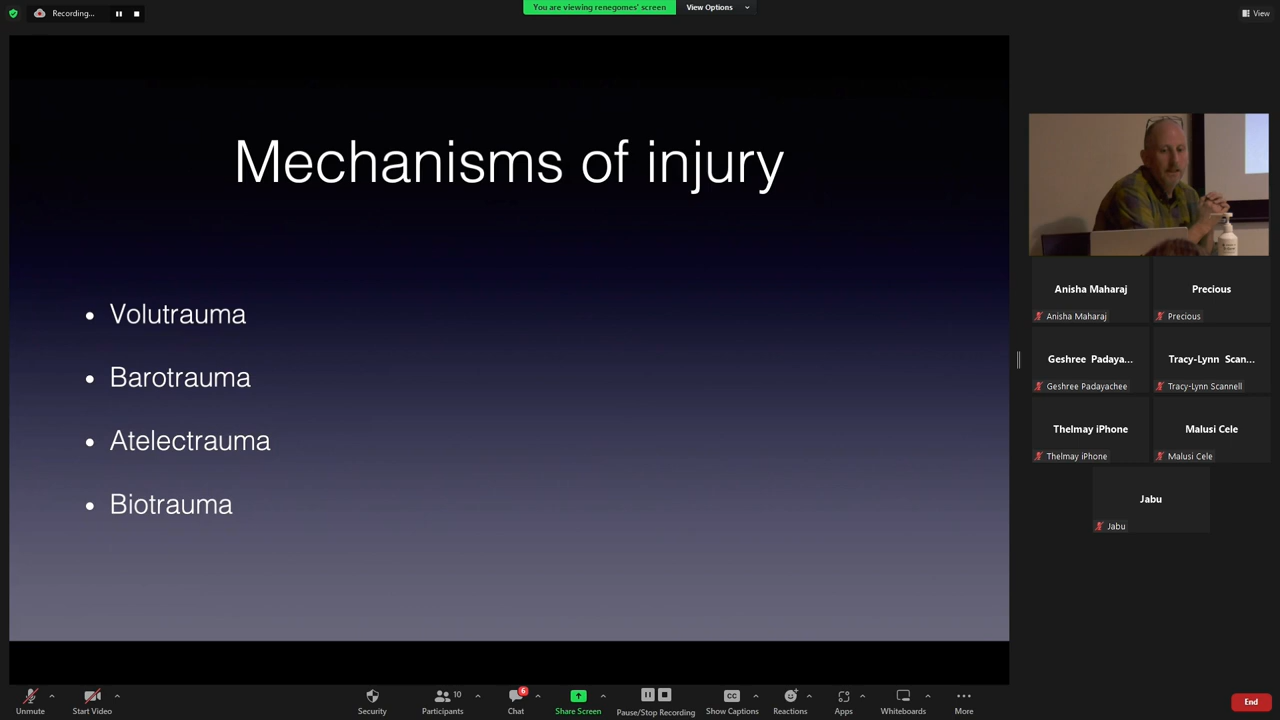 Recording...
You are viewing renegomes' screen
View Options
View
Mechanisms of injury
• Volutrauma
• Barotrauma
• Atelectrauma
• Biotrauma
Anisha Maharaj
Anisha Maharaj
Precious
Precious
Geshree Padaya...
Geshree Padayachee
Tracy-Lynn Scan...
Tracy-Lynn Scannell
Thelmay iPhone
Thelmay iPhone
Malusi Cele
Malusi Cele
Jabu
Jabu
Unmute
Start Video
Security
10
Participants
6
Chat
Share Screen
Pause/Stop Recording
CC
Show Captions
Reactions
Apps
Whiteboards
More
End